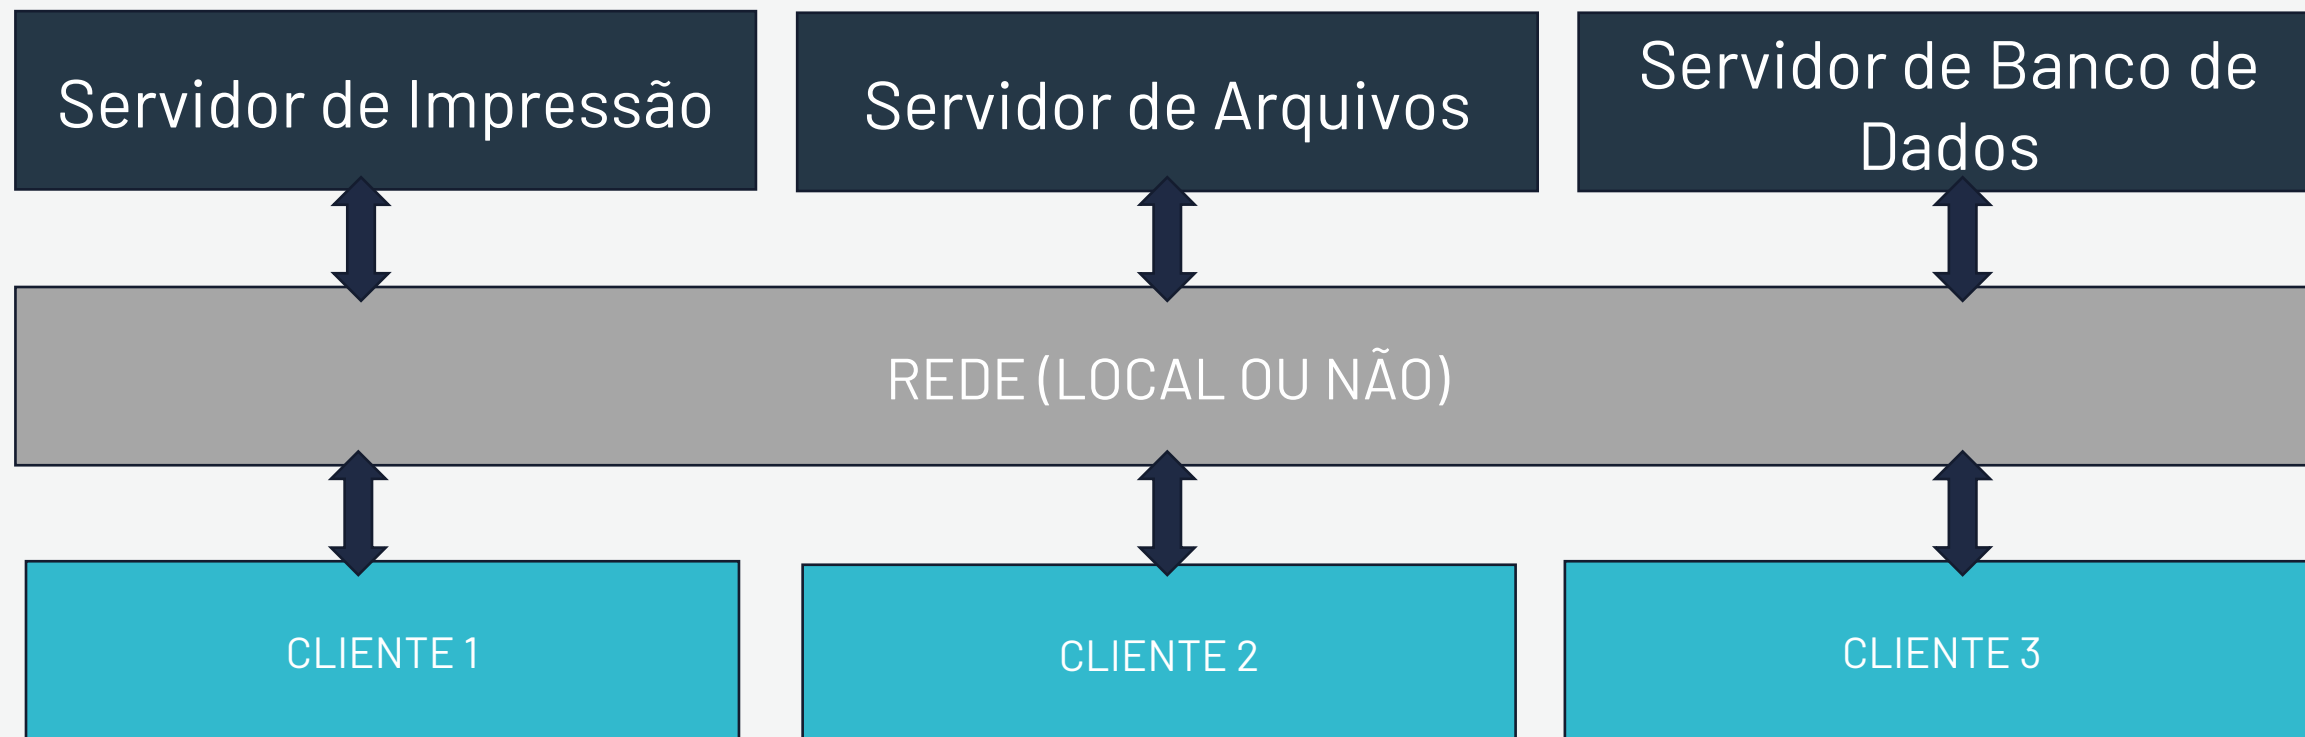 Servidor de Impressão
Servidor de Arquivos
Servidor de Banco de
Dados
REDE (LOCAL OU NÃO)
CLIENTE 1
CLIENTE 2
CLIENTE 3